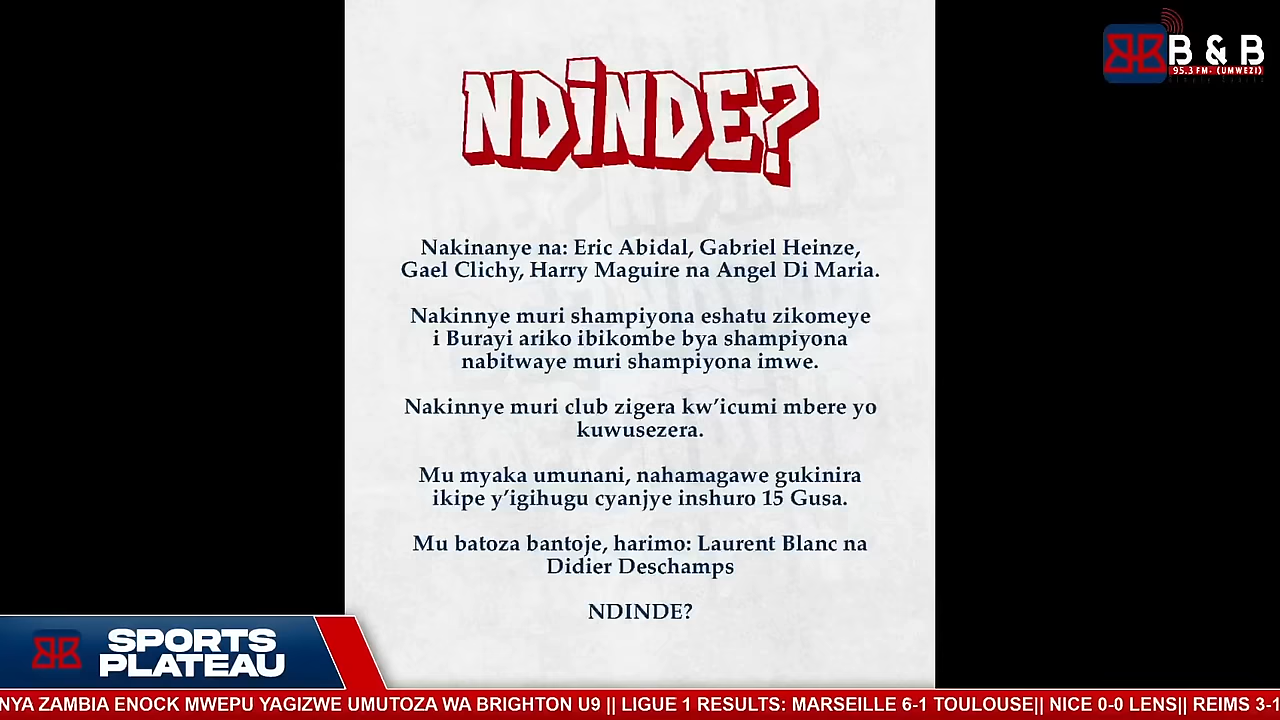 B & B
95.3 FM- (UMWEZI)
NDINDE?
Nakinanye na: Eric Abidal, Gabriel Heinze,
Gael Clichy, Harry Maguire na Angel Di Maria.
Nakinnye muri shampiyona eshatu zikomeye
i Burayi ariko ibikombe bya shampiyona
nabitwaye muri shampiyona imwe.
Nakinnye muri club zigera kw’icumi mbere yo
kuwusezera.
Mu myaka umunani, nahamagawe gukinira
ikipe y’igihugu cyanjye inshuro 15 Gusa.
Mu batoza bantoje, harimo: Laurent Blanc na
Didier Deschamps
NDINDE?
SPORTS
PLATEAU
NYA ZAMBIA ENOCK MWEPU YAGIZWE UMUTOZA WA BRIGHTON U9 || LIGUE 1 RESULTS: MARSEILLE 6-1 TOULOUSE|| NICE 0-0 LENS|| REIMS 3-1